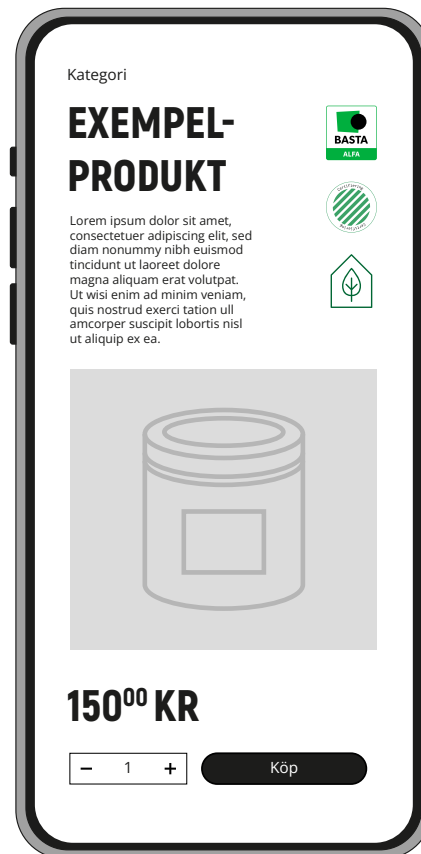 Kategori
EXEMPEL-
PRODUKT
Lorem ipsum dolor sit amet,
consectetuer adipiscing elit, sed
diam nonummy nibh euismod
tincidunt ut laoreet dolore
magna aliquam erat volutpat.
Ut wisi enim ad minim veniam,
quis nostrud exerci tation ull
amcorper suscipit lobortis nisl
ut aliquip ex ea.
BASTA
ALFA
150⁰⁰ KR
− 1 +
Köp